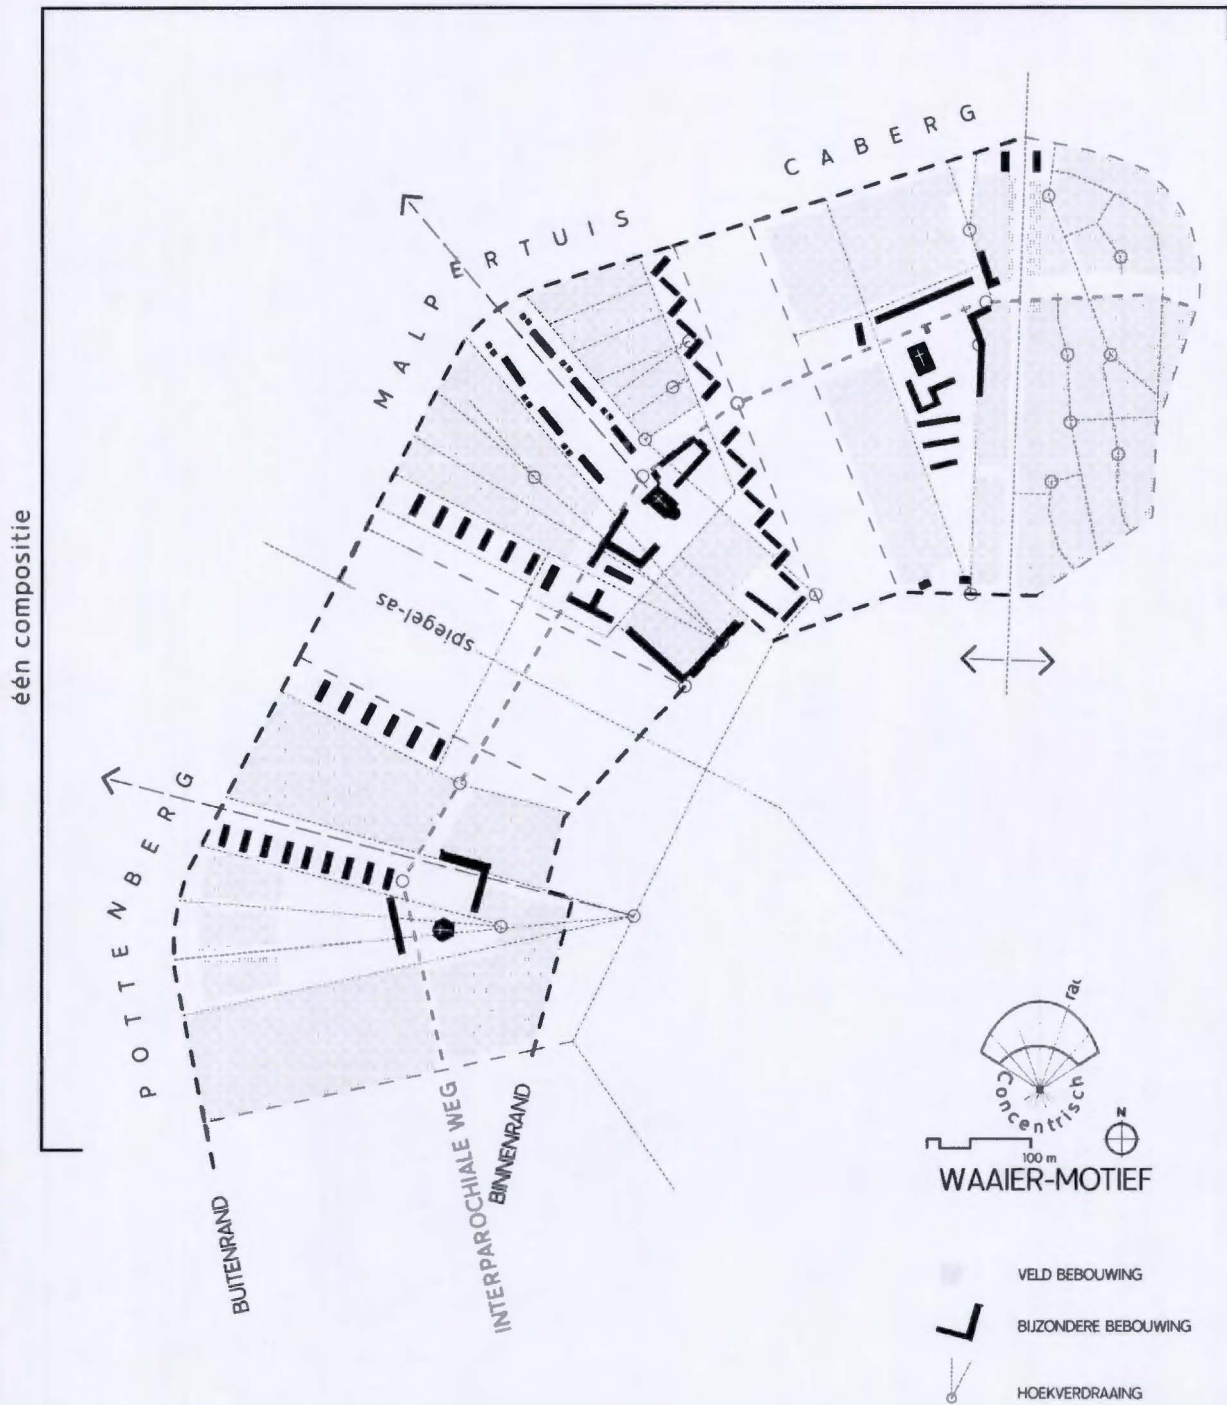 CABERG
MALPERTUIS
één compositie
spiegel-as
POTTENBERG
BUITENRAND
INTERPAROCHIALE WEG
BINNENRAND
Concentrisch
N
100 m
WAAIER-MOTIEF
VELD BEBOUWING
BIJZONDERE BEBOUWING
HOEKVERDRAAING